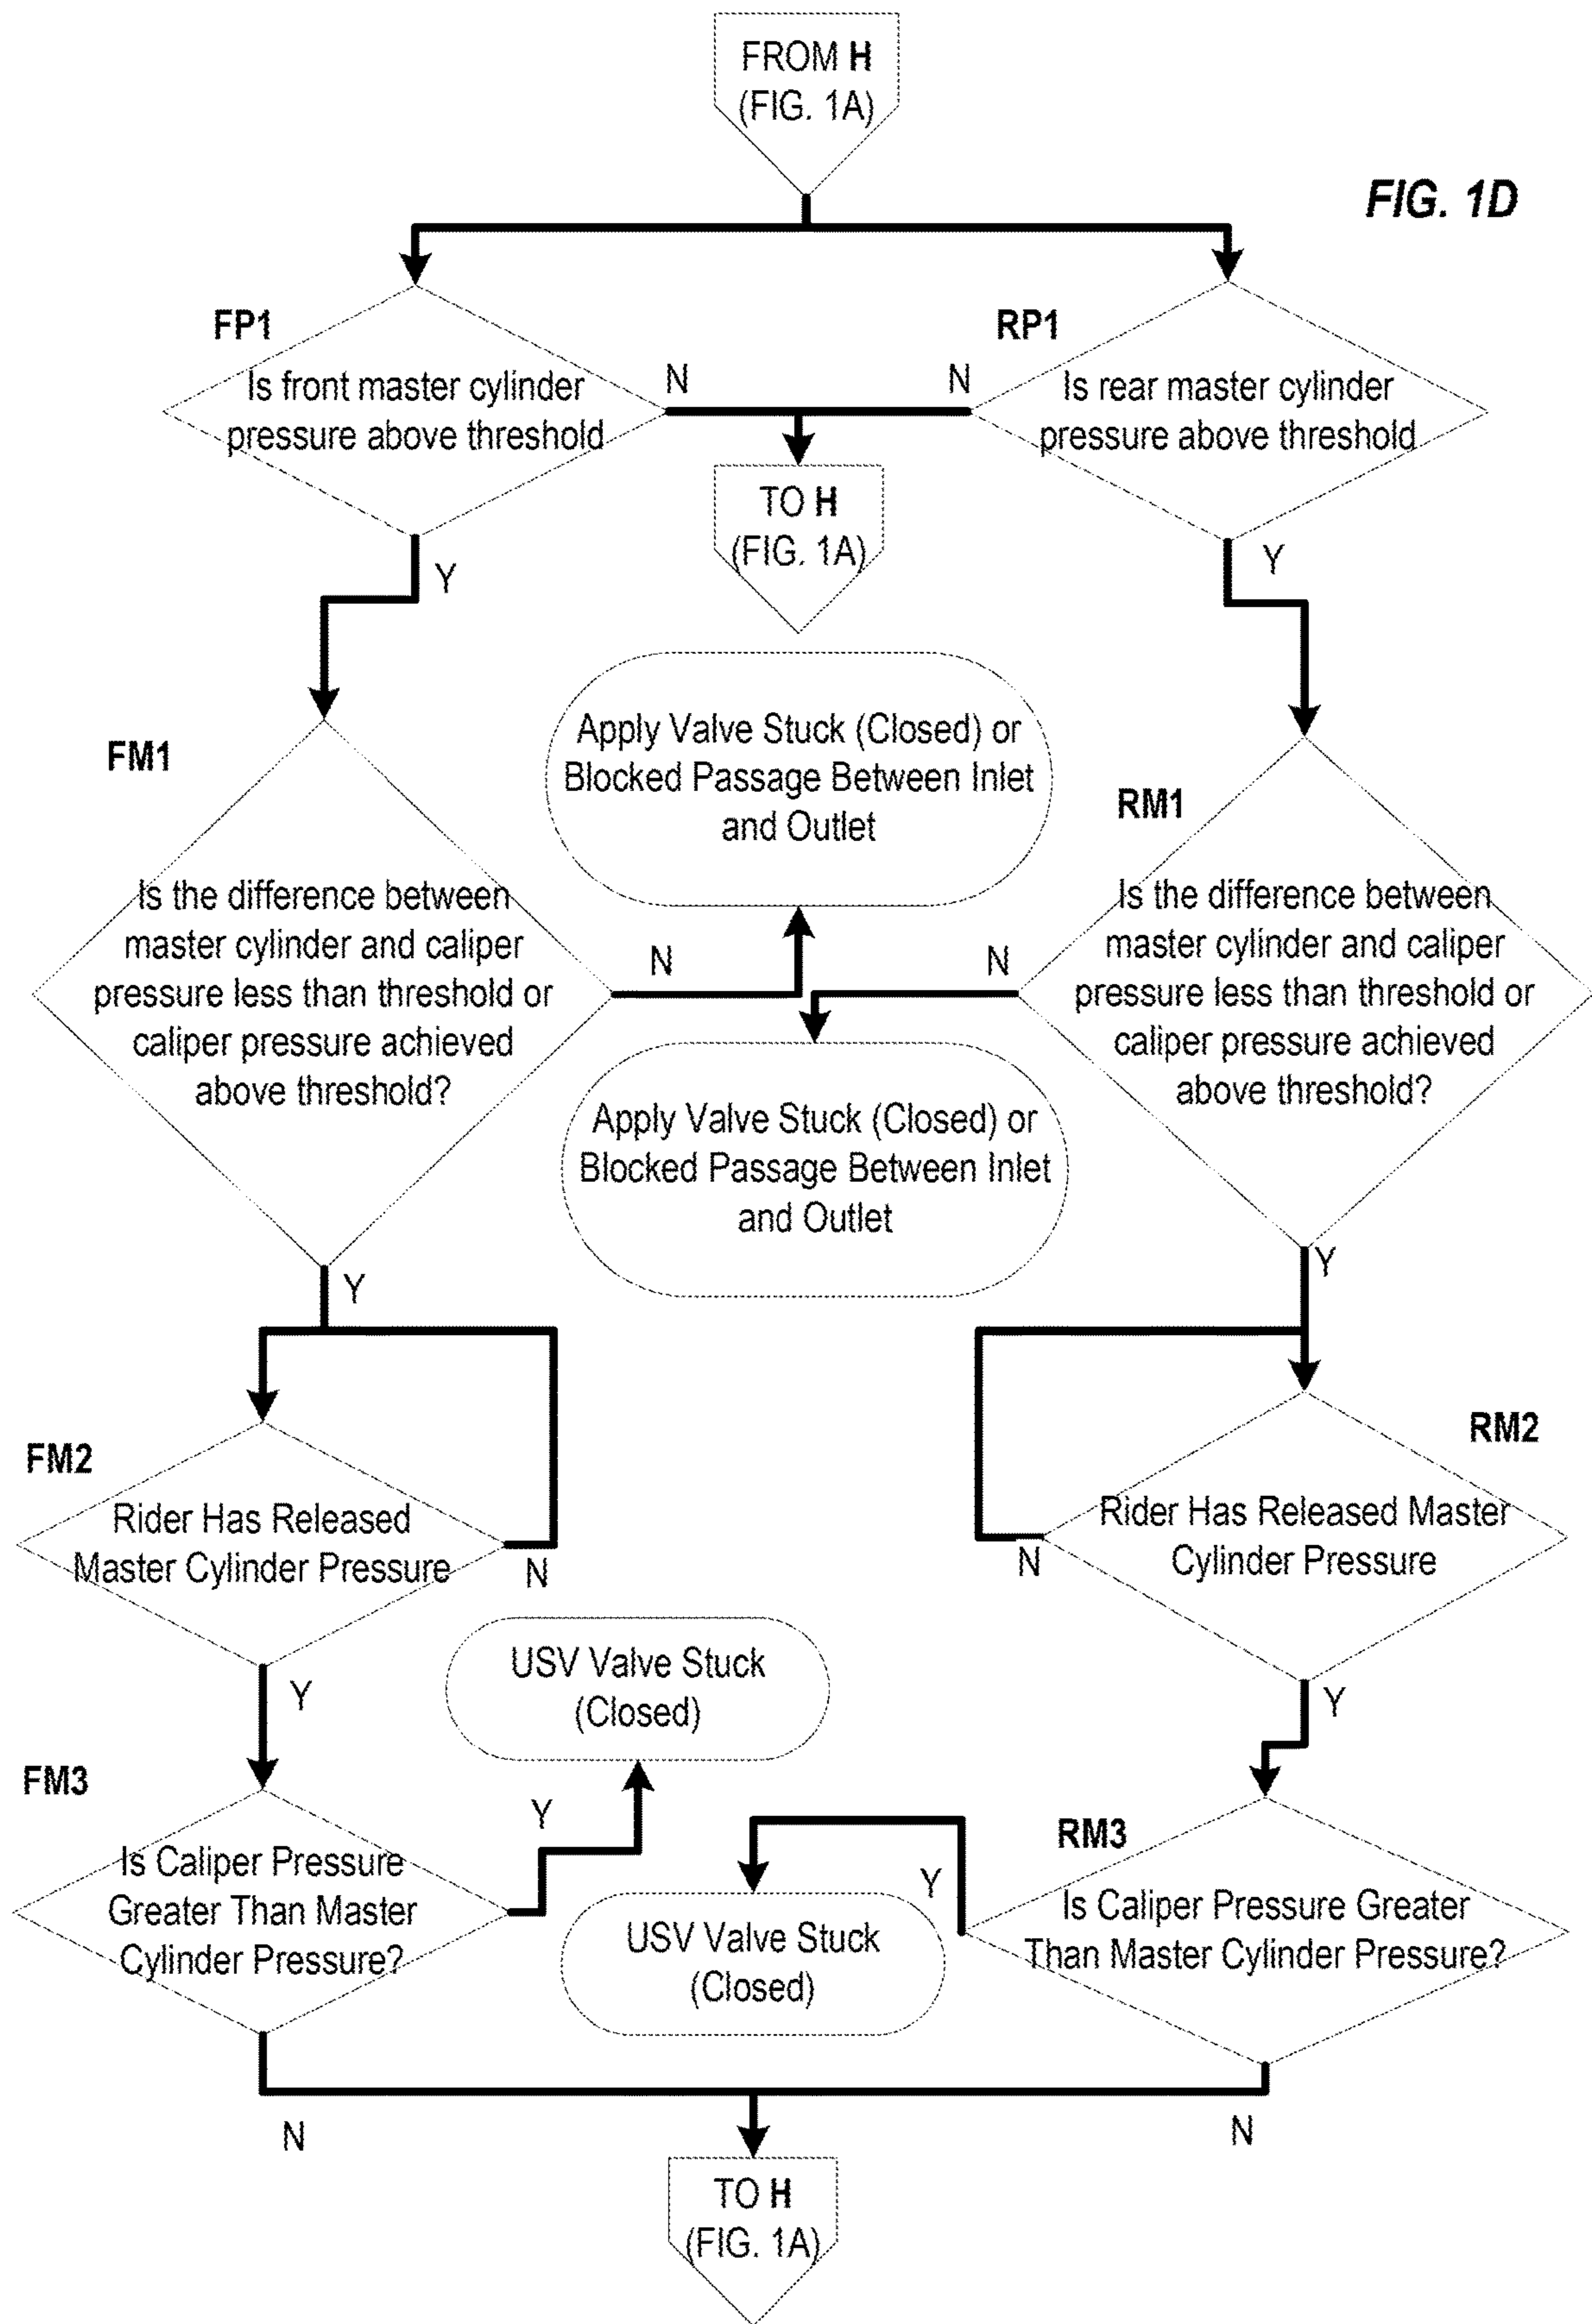 FROM H
(FIG. 1A)
FIG. 1D
FP1
RP1
Is front master cylinder
pressure above threshold
N
N
Is rear master cylinder
pressure above threshold
TO H
(FIG. 1A)
Y
Y
FM1
Apply Valve Stuck (Closed) or
Blocked Passage Between Inlet
and Outlet
RM1
Is the difference between
master cylinder and caliper
pressure less than threshold or
caliper pressure achieved
above threshold?
N
N
Is the difference between
master cylinder and caliper
pressure less than threshold or
caliper pressure achieved
above threshold?
Apply Valve Stuck (Closed) or
Blocked Passage Between Inlet
and Outlet
Y
Y
FM2
RM2
Rider Has Released
Master Cylinder Pressure
N
N
Rider Has Released Master
Cylinder Pressure
Y
USV Valve Stuck
(Closed)
Y
FM3
Y
RM3
Is Caliper Pressure
Greater Than Master
Cylinder Pressure?
Y
USV Valve Stuck
(Closed)
Is Caliper Pressure Greater
Than Master Cylinder Pressure?
N
N
TO H
(FIG. 1A)